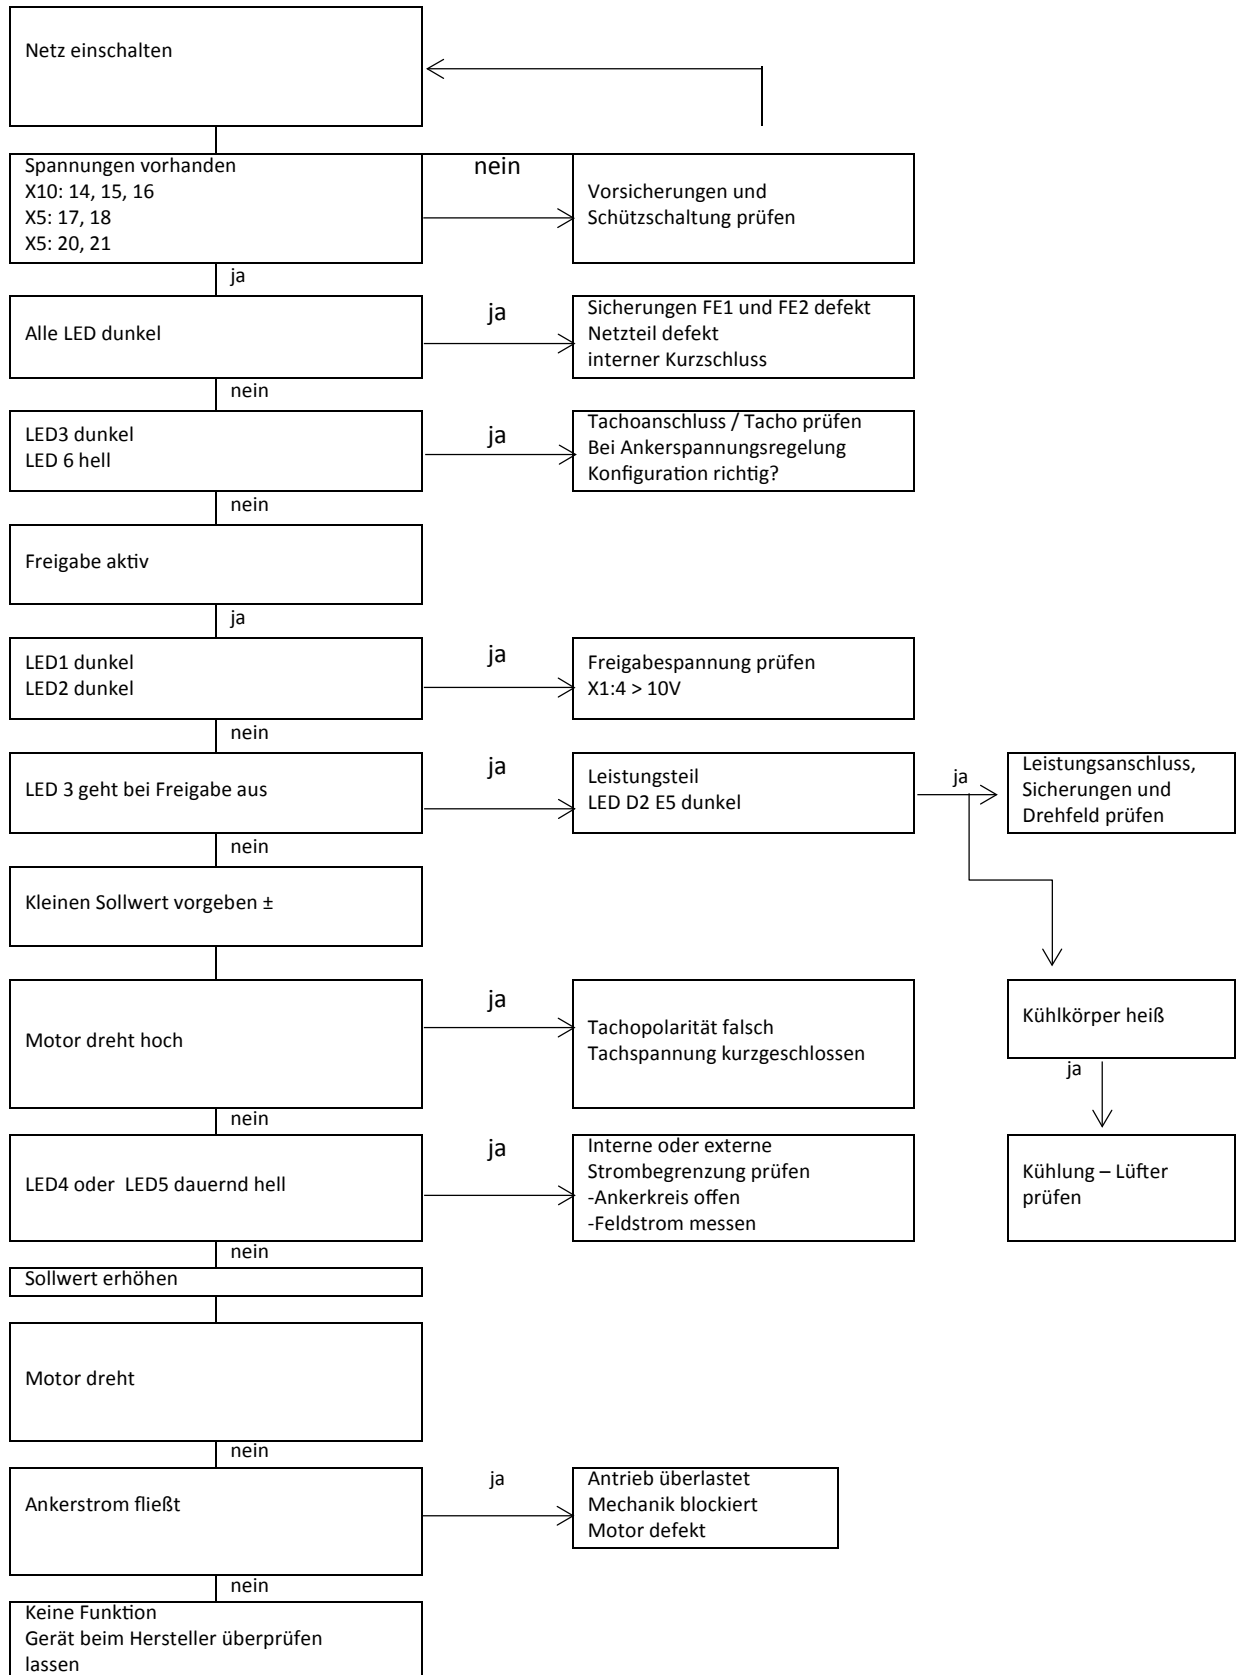 Netz einschalten
Spannungen vorhanden
X10: 14, 15, 16
X5: 17, 18
X5: 20, 21
nein
Vorsicherungen und
Schützschaltung prüfen
ja
Alle LED dunkel
ja
Sicherungen FE1 und FE2 defekt
Netzteil defekt
interner Kurzschluss
nein
LED3 dunkel
LED 6 hell
ja
Tachoanschluss / Tacho prüfen
Bei Ankerspannungsregelung
Konfiguration richtig?
nein
Freigabe aktiv
ja
LED1 dunkel
LED2 dunkel
ja
Freigabespannung prüfen
X1:4 > 10V
nein
LED 3 geht bei Freigabe aus
ja
Leistungsteil
LED D2 E5 dunkel
ja
Leistungsanschluss,
Sicherungen und
Drehfeld prüfen
nein
Kleinen Sollwert vorgeben ±
Motor dreht hoch
ja
Tachopolarität falsch
Tachspannung kurzgeschlossen
Kühlkörper heiß
ja
nein
LED4 oder  LED5 dauernd hell
ja
Interne oder externe
Strombegrenzung prüfen
-Ankerkreis offen
-Feldstrom messen
Kühlung – Lüfter
prüfen
nein
Sollwert erhöhen
Motor dreht
nein
Ankerstrom fließt
ja
Antrieb überlastet
Mechanik blockiert
Motor defekt
nein
Keine Funktion
Gerät beim Hersteller überprüfen
lassen